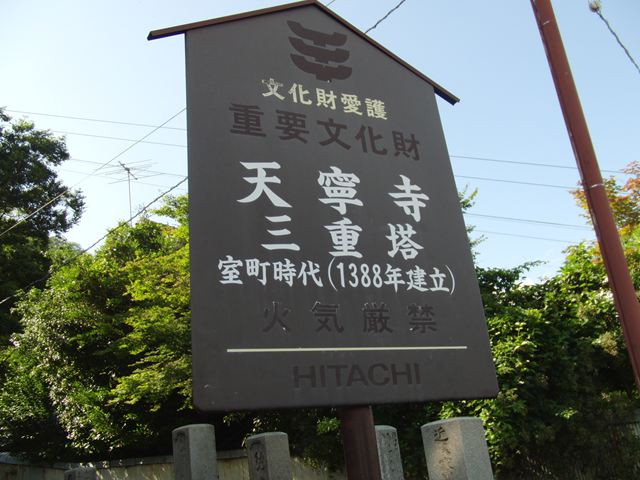 文化財愛護
重要文化財
天寧寺
三重塔
室町時代(1388年建立)
火気厳禁
HITACHI